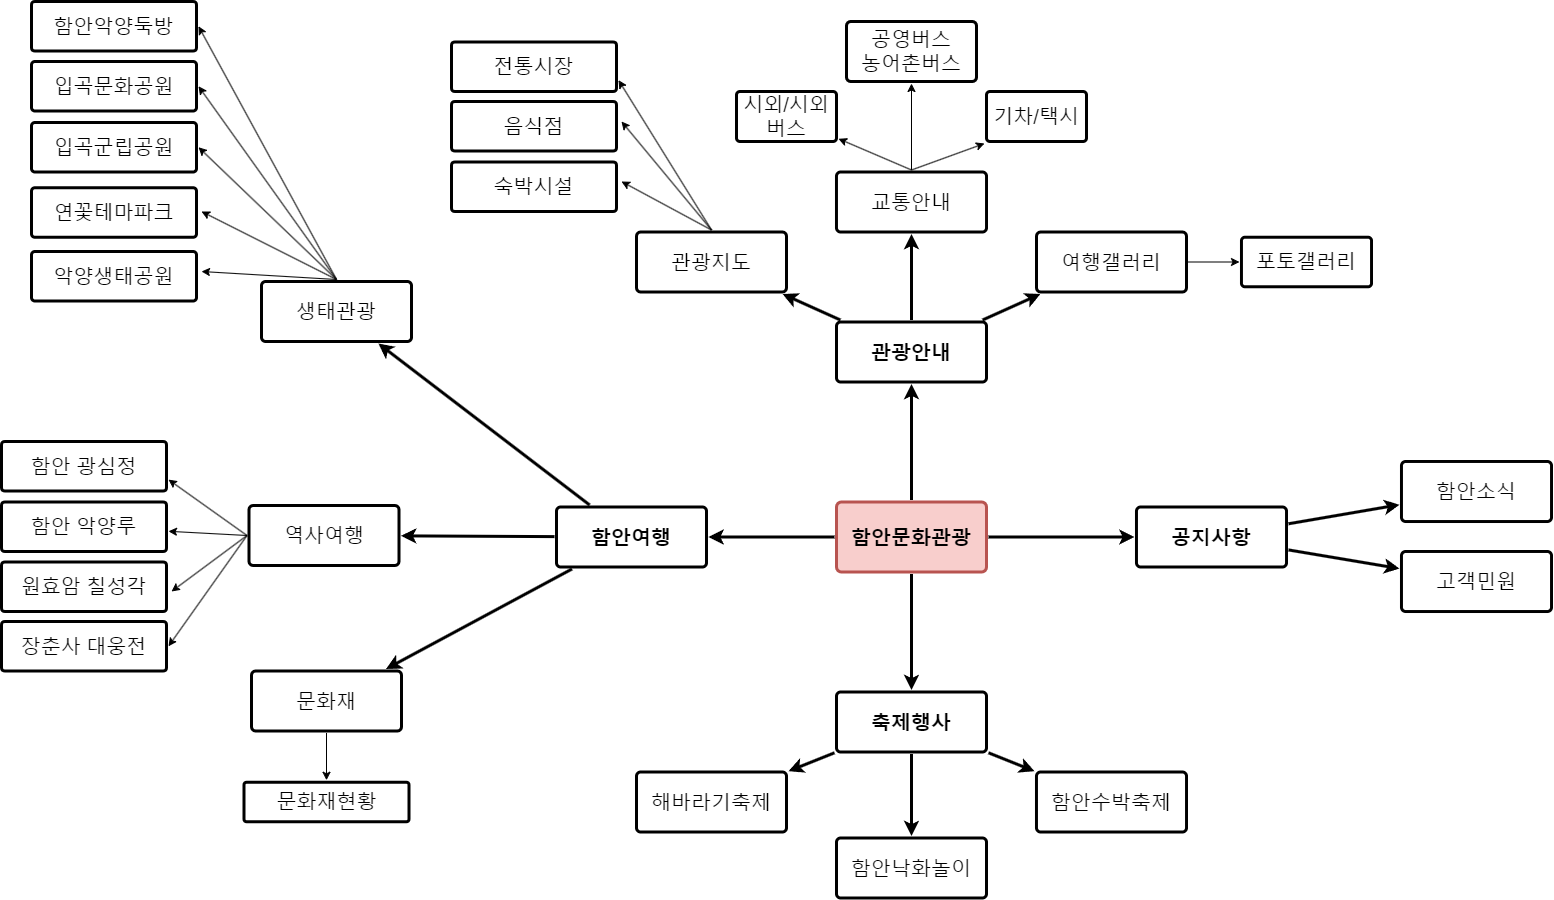 함안악양둑방
입곡문화공원
입곡군립공원
연꽃테마파크
악양생태공원
생태관광
전통시장
음식점
숙박시설
관광지도
공영버스
농어촌버스
시외/시외
버스
기차/택시
교통안내
여행갤러리
포토갤러리
관광안내
함안 광심정
함안 악양루
원효암 칠성각
장춘사 대웅전
역사여행
함안여행
함안문화관광
공지사항
함안소식
고객민원
문화재
문화재현황
축제행사
해바라기축제
함안수박축제
함안낙화놀이